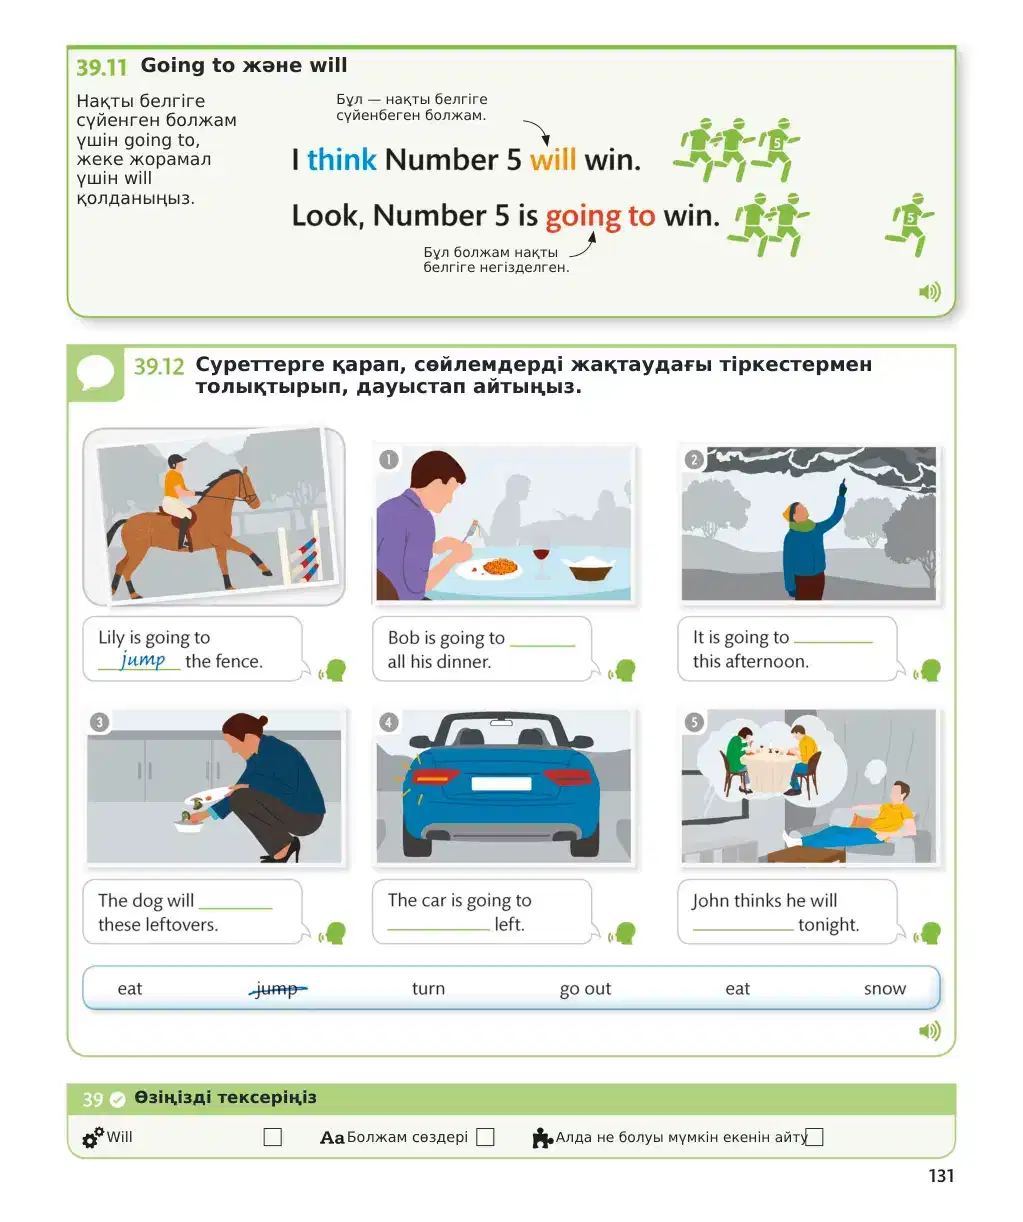 39.11 Going to және will
Нақты белгіге
сүйенген болжам
үшін going to,
жеке жорамал
үшін will
қолданыңыз.
Бұл — нақты белгіге
сүйенбеген болжам.
I think Number 5 will win.
5
Look, Number 5 is going to win.
5
Бұл болжам нақты
белгіге негізделген.
39.12 Суреттерге қарап, сөйлемдерді жақтаудағы тіркестермен
толықтырып, дауыстап айтыңыз.
Lily is going to
jump the fence.
1
Bob is going to
all his dinner.
2
It is going to
this afternoon.
3
The dog will
these leftovers.
4
The car is going to
left.
5
John thinks he will
tonight.
eat jump turn go out eat snow
39 Өзіңізді тексеріңіз
Will Aa Болжам сөздері Алда не болуы мүмкін екенін айту
131